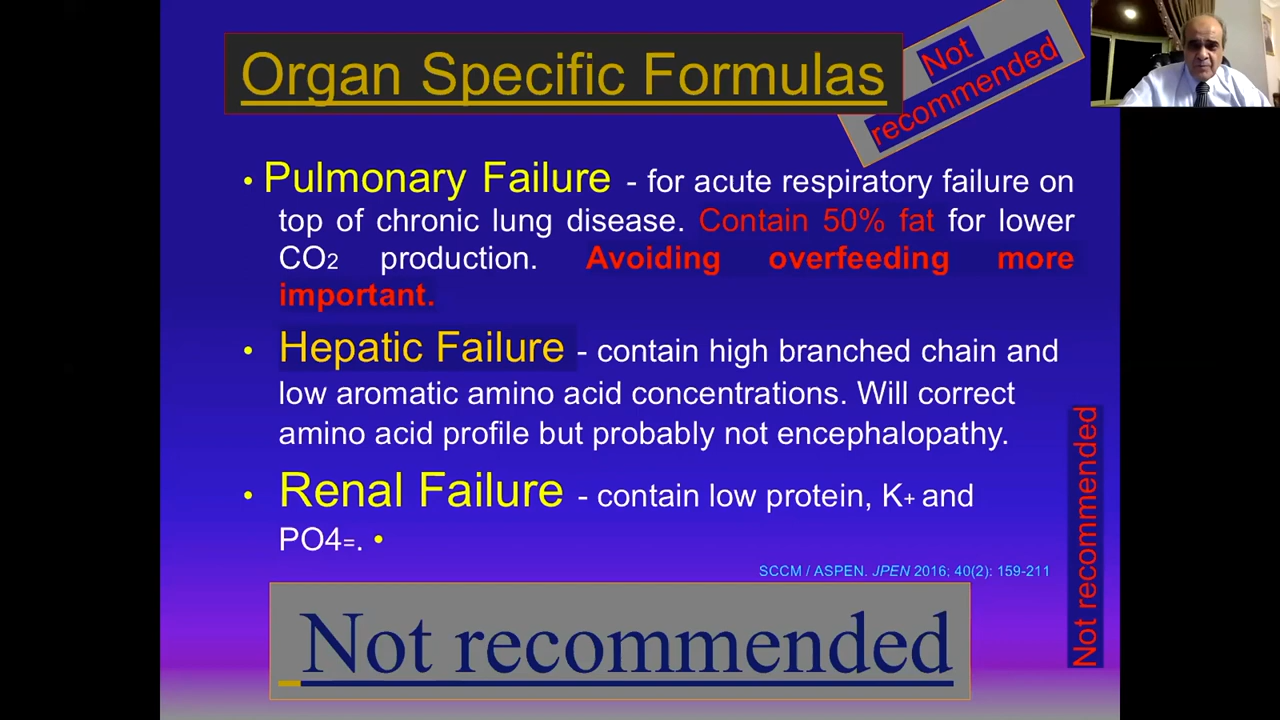 Organ Specific Formulas
Not
recommended
• Pulmonary Failure - for acute respiratory failure on
top of chronic lung disease. Contain 50% fat for lower
CO2 production. Avoiding overfeeding more
important.
• Hepatic Failure - contain high branched chain and
low aromatic amino acid concentrations. Will correct
amino acid profile but probably not encephalopathy.
• Renal Failure - contain low protein, K+ and
PO4=. •
SCCM / ASPEN. JPEN 2016; 40(2): 159-211
Not recommended
Not recommended